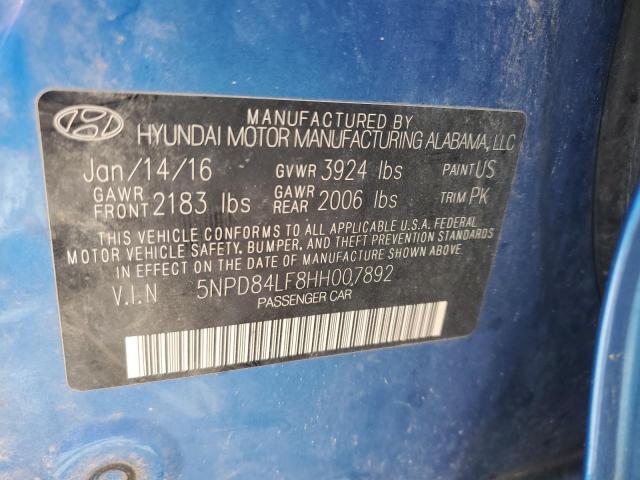 MANUFACTURED BY
HYUNDAI MOTOR MANUFACTURING ALABAMA, LLC
Jan/14/16 GVWR 3924 lbs PAINT US
GAWR FRONT 2183 lbs GAWR REAR 2006 lbs TRIM PK
THIS VEHICLE CONFORMS TO ALL APPLICABLE U.S.A. FEDERAL
MOTOR VEHICLE SAFETY, BUMPER, AND THEFT PREVENTION STANDARDS
IN EFFECT ON THE DATE OF MANUFACTURE SHOWN ABOVE.
V.I.N 5NPD84LF8HH007892
PASSENGER CAR